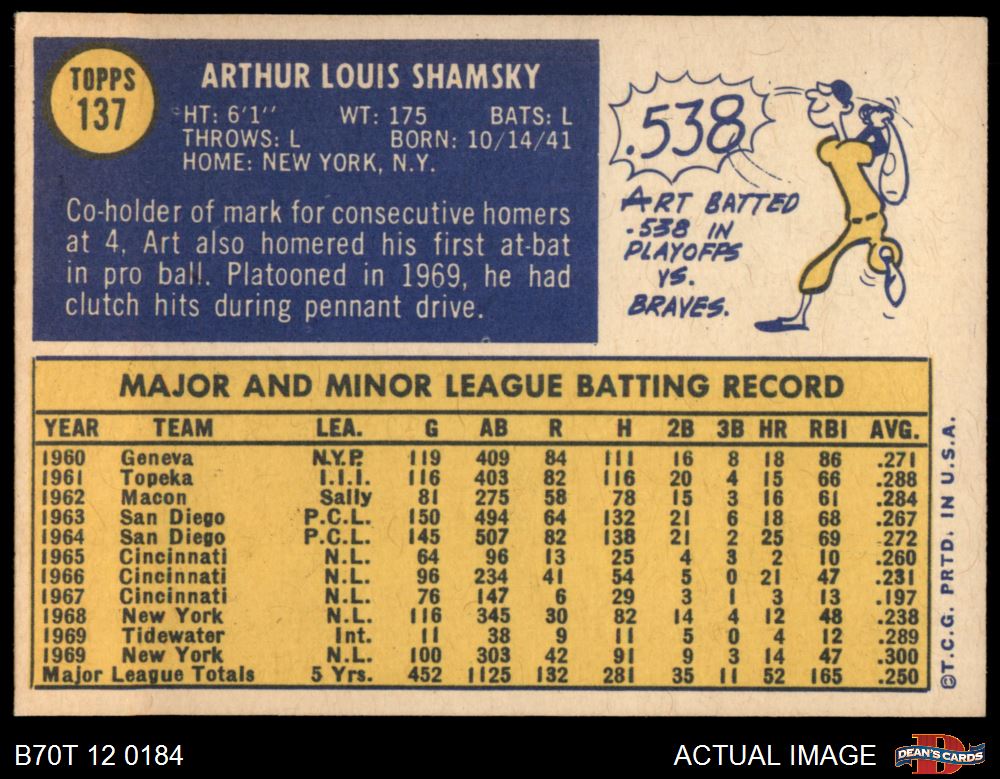 TOPPS
137
ARTHUR LOUIS SHAMSKY
HT: 6'1" WT: 175 BATS: L
THROWS: L BORN: 10/14/41
HOME: NEW YORK, N.Y.
Co-holder of mark for consecutive homers
at 4, Art also homered his first at-bat
in pro ball. Platooned in 1969, he had
clutch hits during pennant drive.
.538
ART BATTED
.538 IN
PLAYOFFS
VS.
BRAVES.
MAJOR AND MINOR LEAGUE BATTING RECORD
YEAR TEAM LEA. G AB R H 2B 3B HR RBI AVG.
1960 Geneva N.Y.P. 119 409 84 111 16 8 18 86 .271
1961 Topeka I.I.I. 116 403 82 116 20 4 15 66 .288
1962 Macon Sally 81 275 58 78 15 3 16 61 .284
1963 San Diego P.C.L. 150 494 64 132 21 6 18 68 .267
1964 San Diego P.C.L. 145 507 82 138 21 2 25 69 .272
1965 Cincinnati N.L. 64 96 13 25 4 3 2 10 .260
1966 Cincinnati N.L. 96 234 41 54 5 0 21 47 .231
1967 Cincinnati N.L. 76 147 6 29 3 1 3 13 .197
1968 New York N.L. 116 345 30 82 14 4 12 48 .238
1969 Tidewater Int. 11 38 9 11 5 0 4 12 .289
1969 New York N.L. 100 303 42 91 9 3 14 47 .300
Major League Totals 5 Yrs. 452 1125 132 281 35 11 52 165 .250
©T.C.G. PRTD. IN U.S.A.
B70T 12 0184
ACTUAL IMAGE
D
DEAN'S CARDS